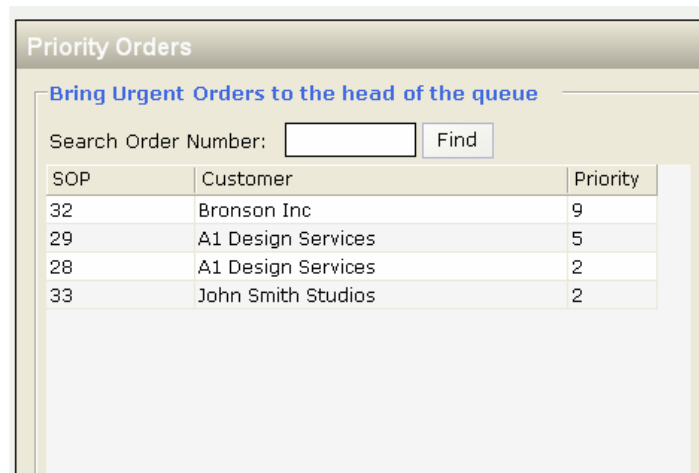 Priority Orders
Bring Urgent Orders to the head of the queue
Search Order Number: Find
SOP Customer Priority
32 Bronson Inc 9
29 A1 Design Services 5
28 A1 Design Services 2
33 John Smith Studios 2